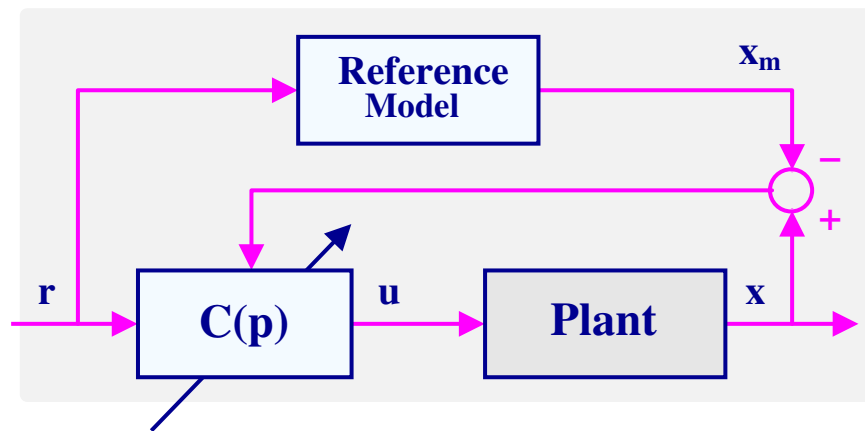 Reference
Model
xₘ
−
+
r
C(p)
u
Plant
x